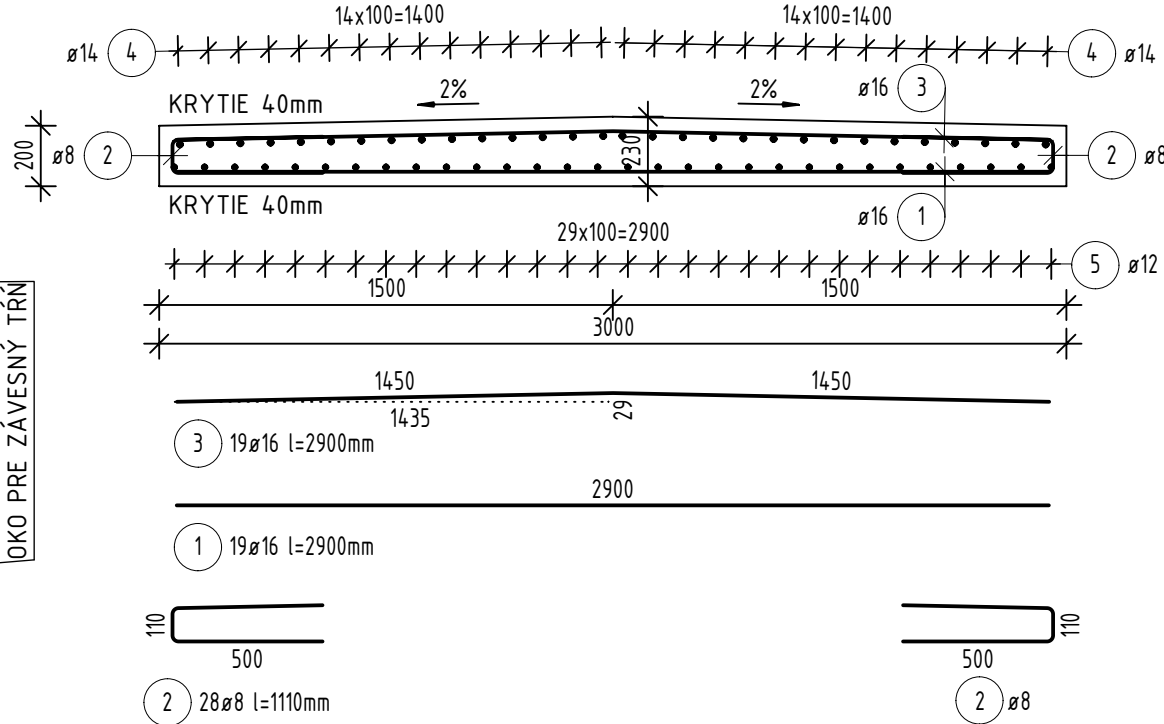 14x100=1400
14x100=1400
ø14 4
4 ø14
2%
2%
ø16 3
KRYTIE 40mm
200
ø8 2
230
2 ø8
KRYTIE 40mm
ø16 1
29x100=2900
5 ø12
1500
1500
3000
OKO PRE ZÁVESNÝ TŔŇ
1450
1450
1435
29
3 19ø16 l=2900mm
2900
1 19ø16 l=2900mm
110
110
500
500
2 28ø8 l=1110mm
2 ø8